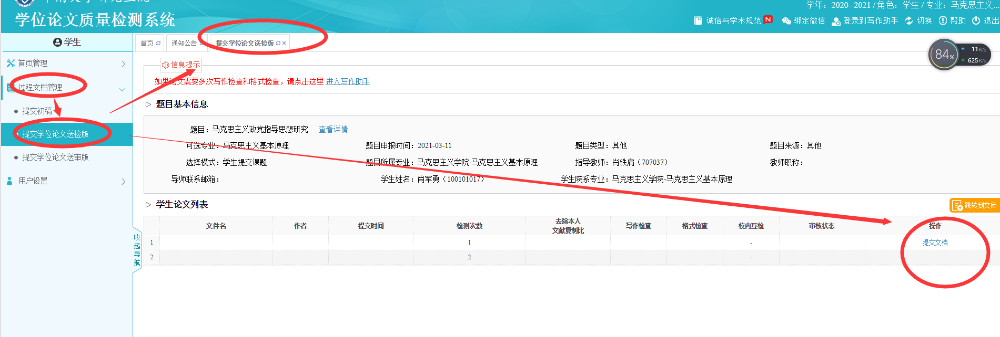 学年：2020--2021 / 角色：学生 / 专业：马克思主义...
学位论文质量检测系统
诚信与学术规范 N 绑定微信 登录到写作助手 切换 帮助 退出
学生
首页 通知公告 提交学位论文送检版 ×
首页管理
过程文档管理
提交初稿
提交学位论文送检版
提交学位论文送审版
用户设置
收起导航
84%
11K/s
625K/s
信息提示
如果论文需要多次写作检查和格式检查，请点击这里 进入写作助手
题目基本信息
题目：马克思主义政党指导思想研究 查看详情
可选专业：马克思主义基本原理 题目申报时间：2021-03-11 题目类型：其他 题目来源：其他
选择模式：学生提交课题 题目所属专业：马克思主义学院-马克思主义基本原理 指导教师：肖铁肩（707037） 教师职称：
导师联系邮箱： 学生姓名：肖军勇（100101017） 学生院系专业：马克思主义学院-马克思主义基本原理
学生论文列表
跳转到文库
文件名 作者 提交时间 检测次数 去除本人 文献复制比 写作检查 格式检查 校内互检 审核状态 操作
1 1 - 提交文档
2 2 -